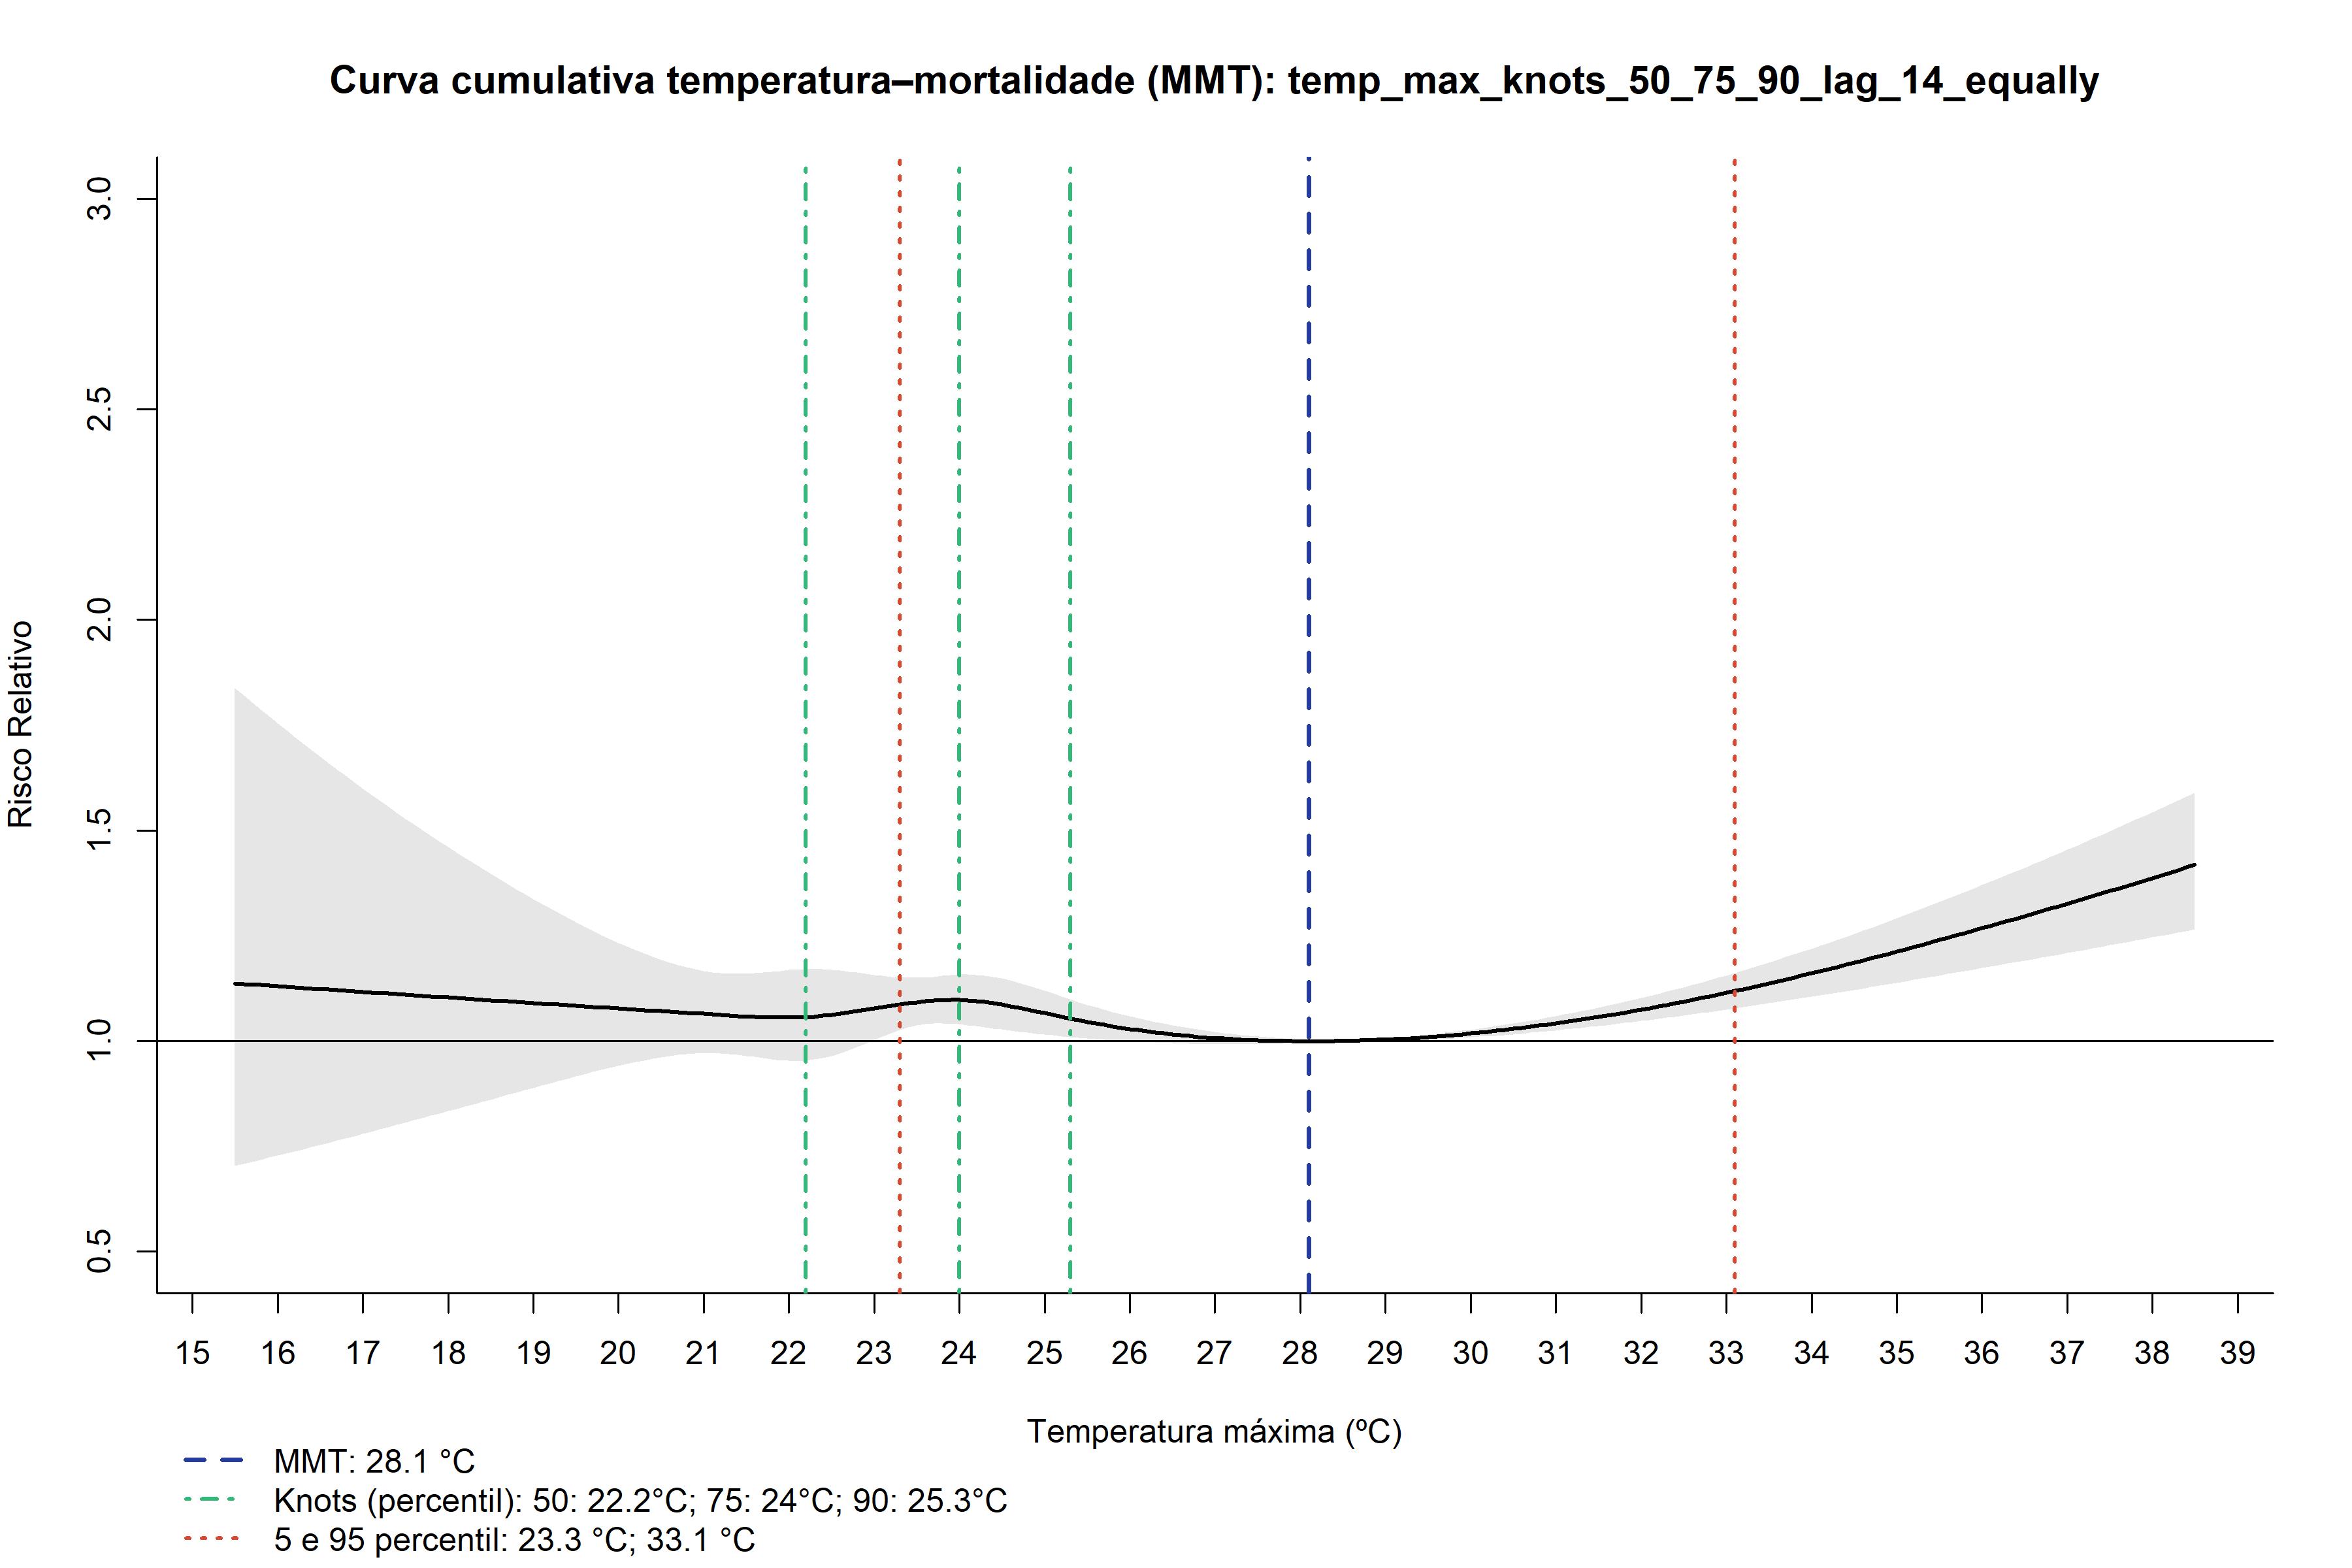 Curva cumulativa temperatura–mortalidade (MMT): temp_max_knots_50_75_90_lag_14_equally
Risco Relativo
3.0
2.5
2.0
1.5
1.0
0.5
15 16 17 18 19 20 21 22 23 24 25 26 27 28 29 30 31 32 33 34 35 36 37 38 39
Temperatura máxima (ºC)
MMT: 28.1 °C
Knots (percentil): 50: 22.2°C; 75: 24°C; 90: 25.3°C
5 e 95 percentil: 23.3 °C; 33.1 °C